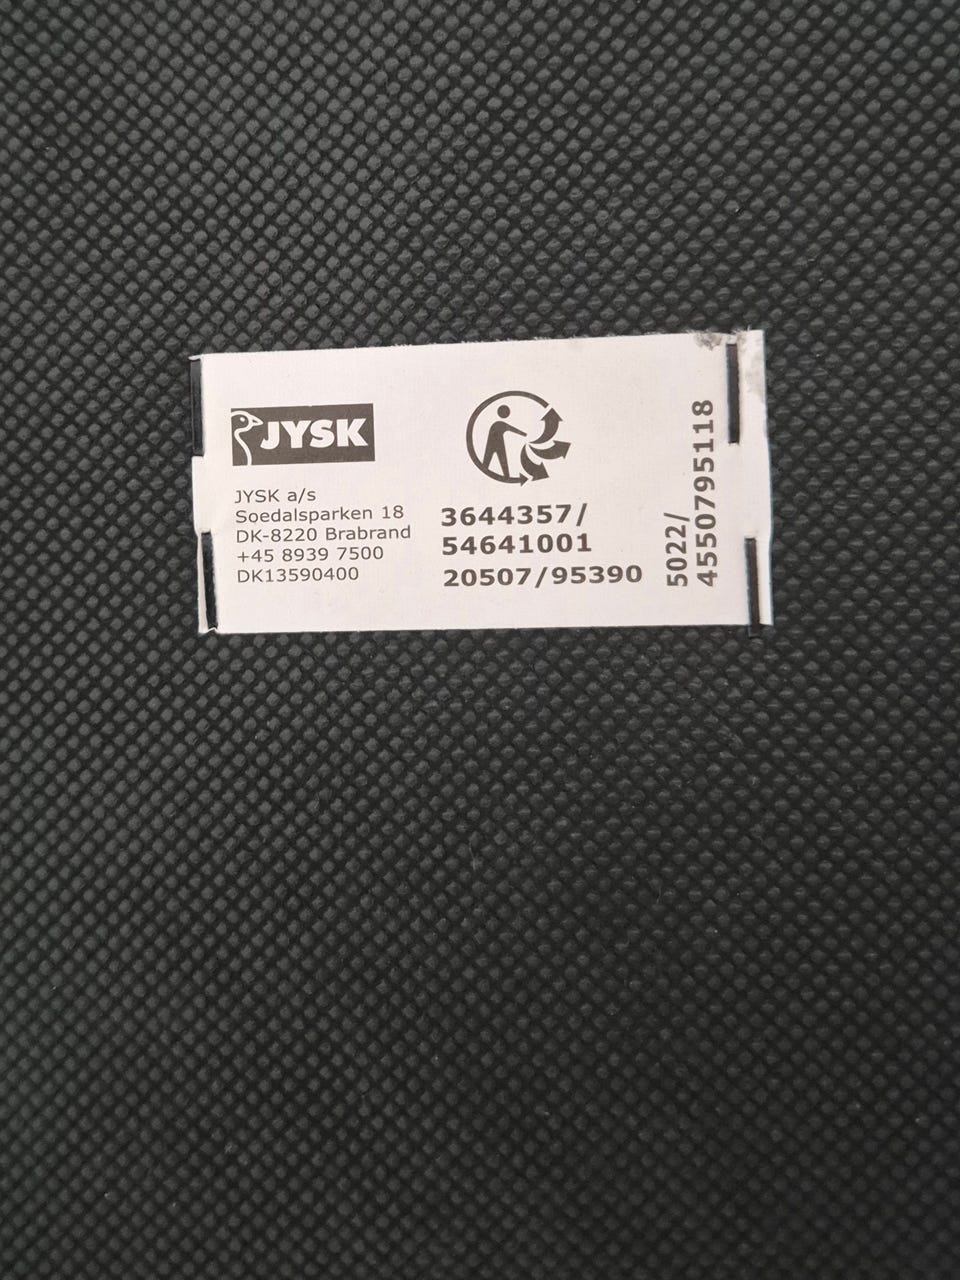 JYSK
JYSK a/s
Soedalsparken 18
DK-8220 Brabrand
+45 8939 7500
DK13590400
3644357/
54641001
20507/95390
5022/
4550795118